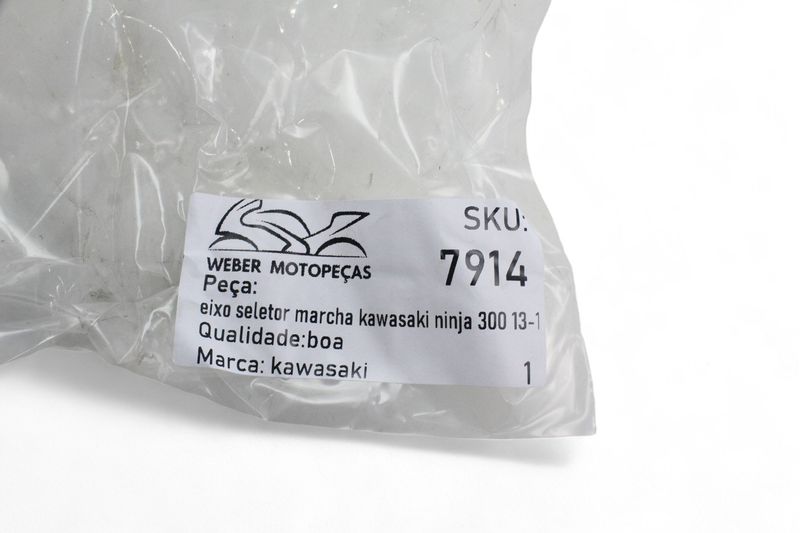 SKU:
7914
WEBER MOTOPEÇAS
Peça:
eixo seletor marcha kawasaki ninja 300 13-1
Qualidade:boa
Marca: kawasaki
1